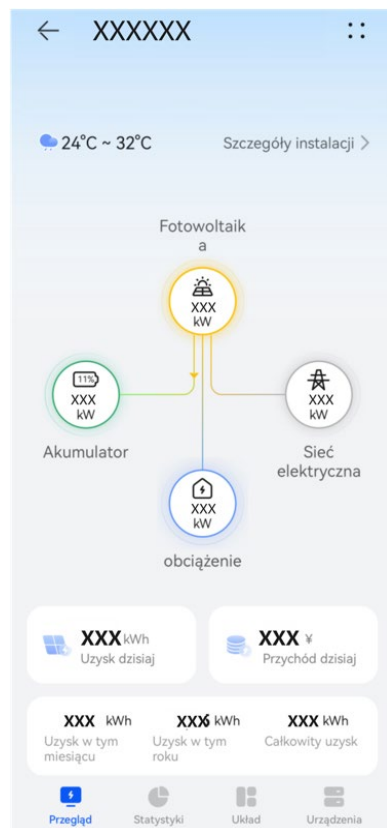 XXXXXX
24°C ~ 32°C Szczegóły instalacji >
Fotowoltaik
a
XXX
kW
11%
XXX
kW
XXX
kW
Akumulator
Sieć
elektryczna
XXX
kW
obciążenie
XXX kWh
Uzysk dzisiaj
XXX ¥
Przychód dzisiaj
XXX kWh
Uzysk w tym
miesiącu
XXX kWh
Uzysk w tym
roku
XXX kWh
Całkowity uzysk
Przegląd Statystyki Układ Urządzenia